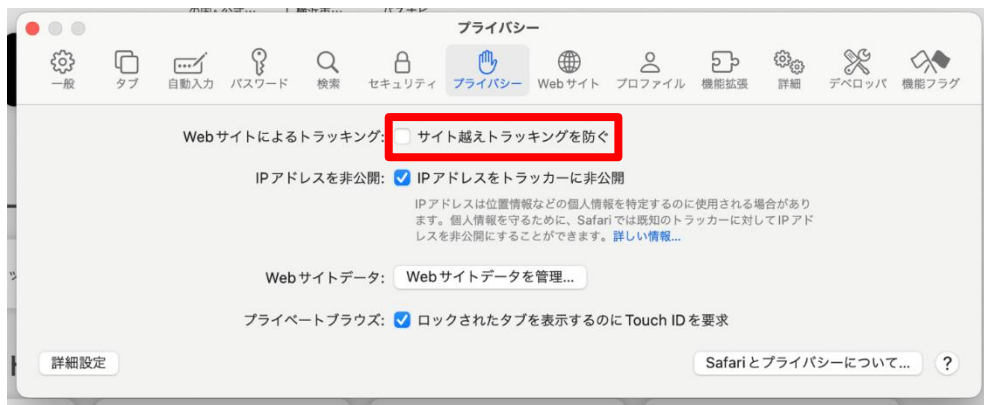 プライバシー
一般
タブ
自動入力
パスワード
検索
セキュリティ
プライバシー
Webサイト
プロファイル
機能拡張
詳細
デベロッパ
機能フラグ
Webサイトによるトラッキング: サイト越えトラッキングを防ぐ
IPアドレスを非公開: IPアドレスをトラッカーに非公開
IPアドレスは位置情報などの個人情報を特定するのに使用される場合があり
ます。個人情報を守るために、Safariでは既知のトラッカーに対してIPアド
レスを非公開にすることができます。詳しい情報...
Webサイトデータ: Webサイトデータを管理...
プライベートブラウズ: ロックされたタブを表示するのにTouch IDを要求
詳細設定
Safariとプライバシーについて...
?